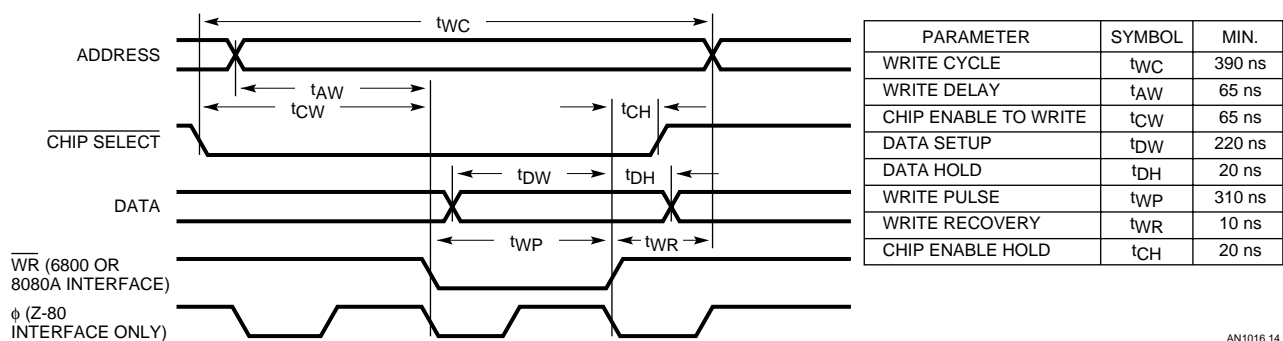 tWC
ADDRESS
tAW
tCW
tCH
CHIP SELECT
tDW
tDH
DATA
tWP
tWR
WR (6800 OR
8080A INTERFACE)
ϕ (Z-80
INTERFACE ONLY)
PARAMETER SYMBOL MIN.
WRITE CYCLE tWC 390 ns
WRITE DELAY tAW 65 ns
CHIP ENABLE TO WRITE tCW 65 ns
DATA SETUP tDW 220 ns
DATA HOLD tDH 20 ns
WRITE PULSE tWP 310 ns
WRITE RECOVERY tWR 10 ns
CHIP ENABLE HOLD tCH 20 ns
AN1016 14